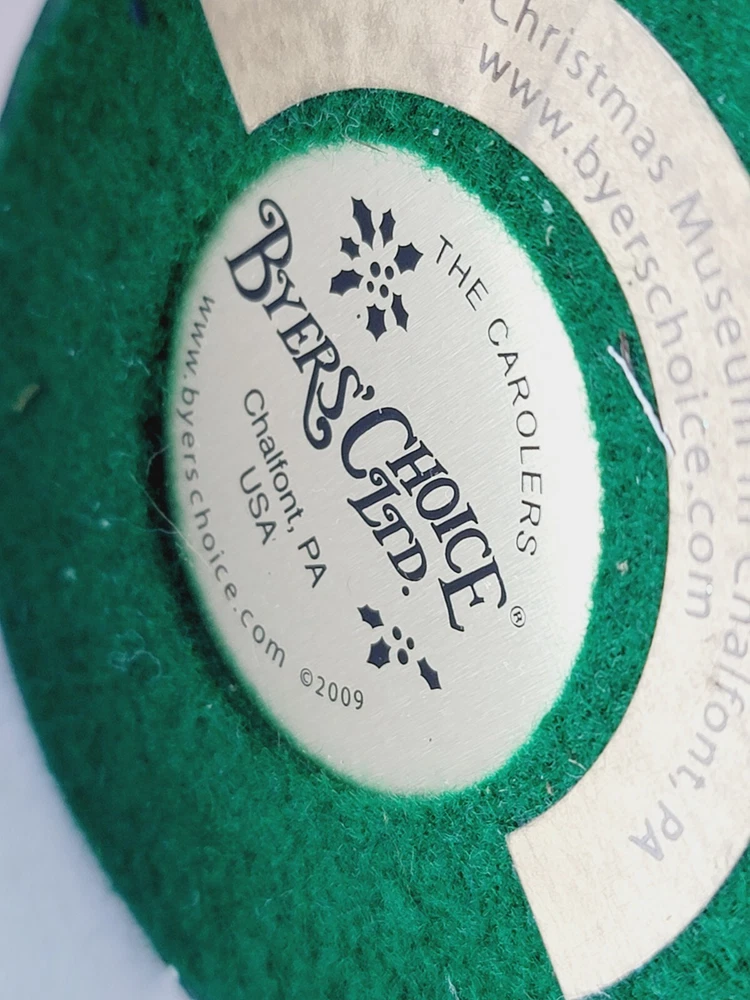 THE CAROLERS
BYERS' CHOICE
LTD.®
Chalfont, PA
USA
www.byerschoice.com ©2009
Christmas Museum in Chalfont, PA
www.byerschoice.com